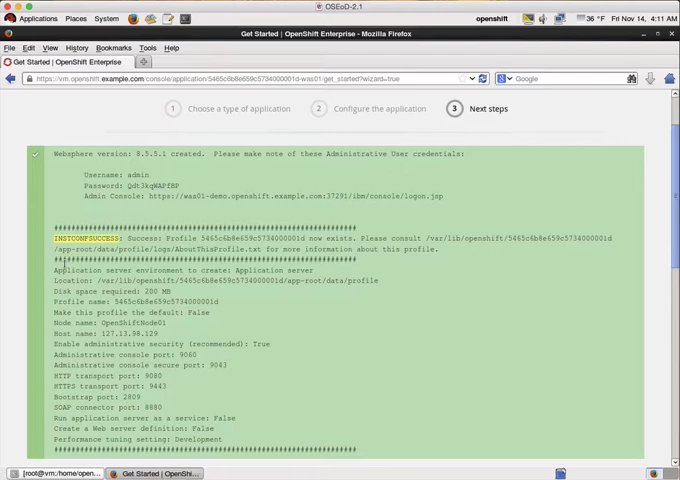 OSEoD-2.1
Applications Places System openshift 36 °F Fri Nov 14, 4:11 AM
Get Started | OpenShift Enterprise - Mozilla Firefox
File Edit View History Bookmarks Tools Help
Get Started | OpenShift Enterprise
https://vm.openshift.example.com/console/application/5465c6b8e659c5734000001d-was01/get_started?wizard=true Google
1 Choose a type of application 2 Configure the application 3 Next steps
Websphere version: 8.5.5.1 created. Please make note of these Administrative User credentials:
Username: admin
Password: QdtJkqWAPfBP
Admin Console: https://was01-demo.openshift.example.com:37291/ibm/console/logon.jsp
################################################################
INSTCONFSUCCESS: Success: Profile 5465c6b8e659c5734000001d now exists. Please consult /var/lib/openshift/5465c6b8e659c5734000001d
/app-root/data/profile/logs/AboutThisProfile.txt for more information about this profile.
################################################################
Application server environment to create: Application server
Location: /var/lib/openshift/5465c6b8e659c5734000001d/app-root/data/profile
Disk space required: 200 MB
Profile name: 5465c6b8e659c5734000001d
Make this profile the default: False
Node name: OpenShiftNode01
Host name: 127.13.98.129
Enable administrative security (recommended): True
Administrative console port: 9060
Administrative console secure port: 9043
HTTP transport port: 9080
HTTPS transport port: 9443
Bootstrap port: 2809
SOAP connector port: 8880
Run application server as a service: False
Create a Web server definition: False
Performance tuning setting: Development
################################################################
[root@vm:/home/open... Get Started | OpenShi...